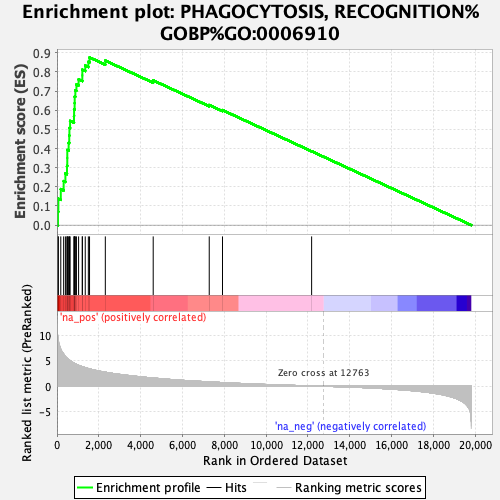 Enrichment plot: PHAGOCYTOSIS, RECOGNITION%
GOBP%GO:0006910
Enrichment score (ES)
0.9
0.8
0.7
0.6
0.5
0.4
0.3
0.2
0.1
0.0
'na_pos' (positively correlated)
Ranked list metric (PreRanked)
10
5
0
-5
Zero cross at 12763
'na_neg' (negatively correlated)
0 2,000 4,000 6,000 8,000 10,000 12,000 14,000 16,000 18,000 20,000
Rank in Ordered Dataset
Enrichment profile Hits Ranking metric scores